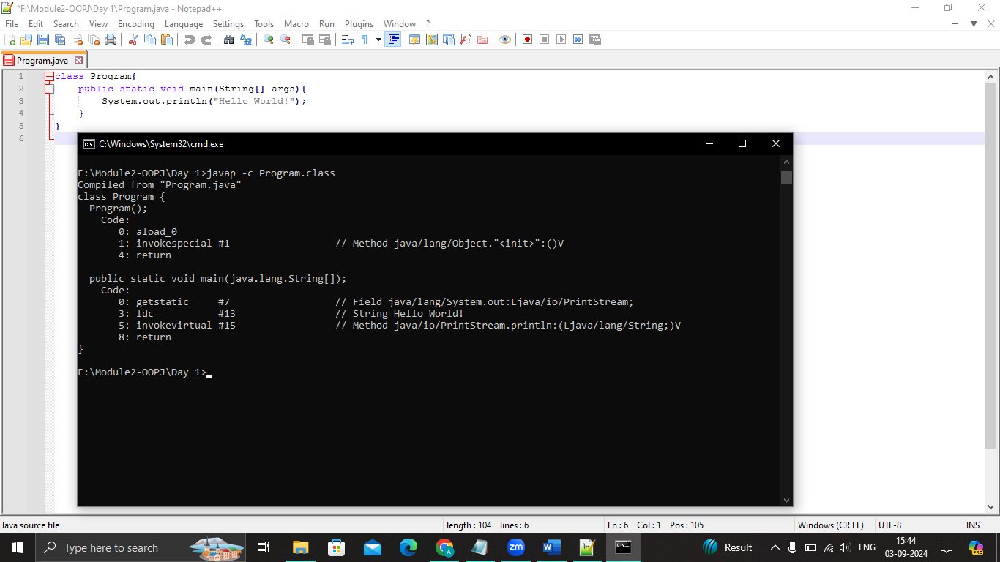 *F:\Module2-OOPJ\Day 1\Program.java - Notepad++
File Edit Search View Encoding Language Settings Tools Macro Run Plugins Window ?
Program.java
1 class Program{
2 public static void main(String[] args){
3 System.out.println("Hello World!");
4 }
5 }
6
C:\Windows\System32\cmd.exe
F:\Module2-OOPJ\Day 1>javap -c Program.class
Compiled from "Program.java"
class Program {
  Program();
    Code:
       0: aload_0
       1: invokespecial #1                  // Method java/lang/Object."<init>":()V
       4: return

  public static void main(java.lang.String[]);
    Code:
       0: getstatic     #7                  // Field java/lang/System.out:Ljava/io/PrintStream;
       3: ldc           #13                 // String Hello World!
       5: invokevirtual #15                 // Method java/io/PrintStream.println:(Ljava/lang/String;)V
       8: return
}

F:\Module2-OOPJ\Day 1>
Java source file length : 104 lines : 6 Ln : 6 Col : 1 Pos : 105 Windows (CR LF) UTF-8 INS
Type here to search zm W Result ENG 15:44
03-09-2024